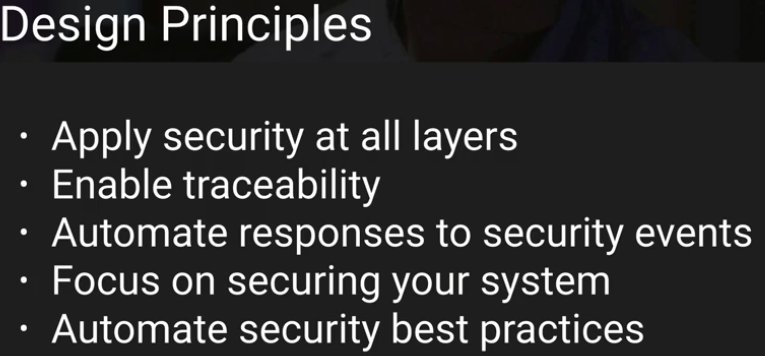 Design Principles
• Apply security at all layers
• Enable traceability
• Automate responses to security events
• Focus on securing your system
• Automate security best practices